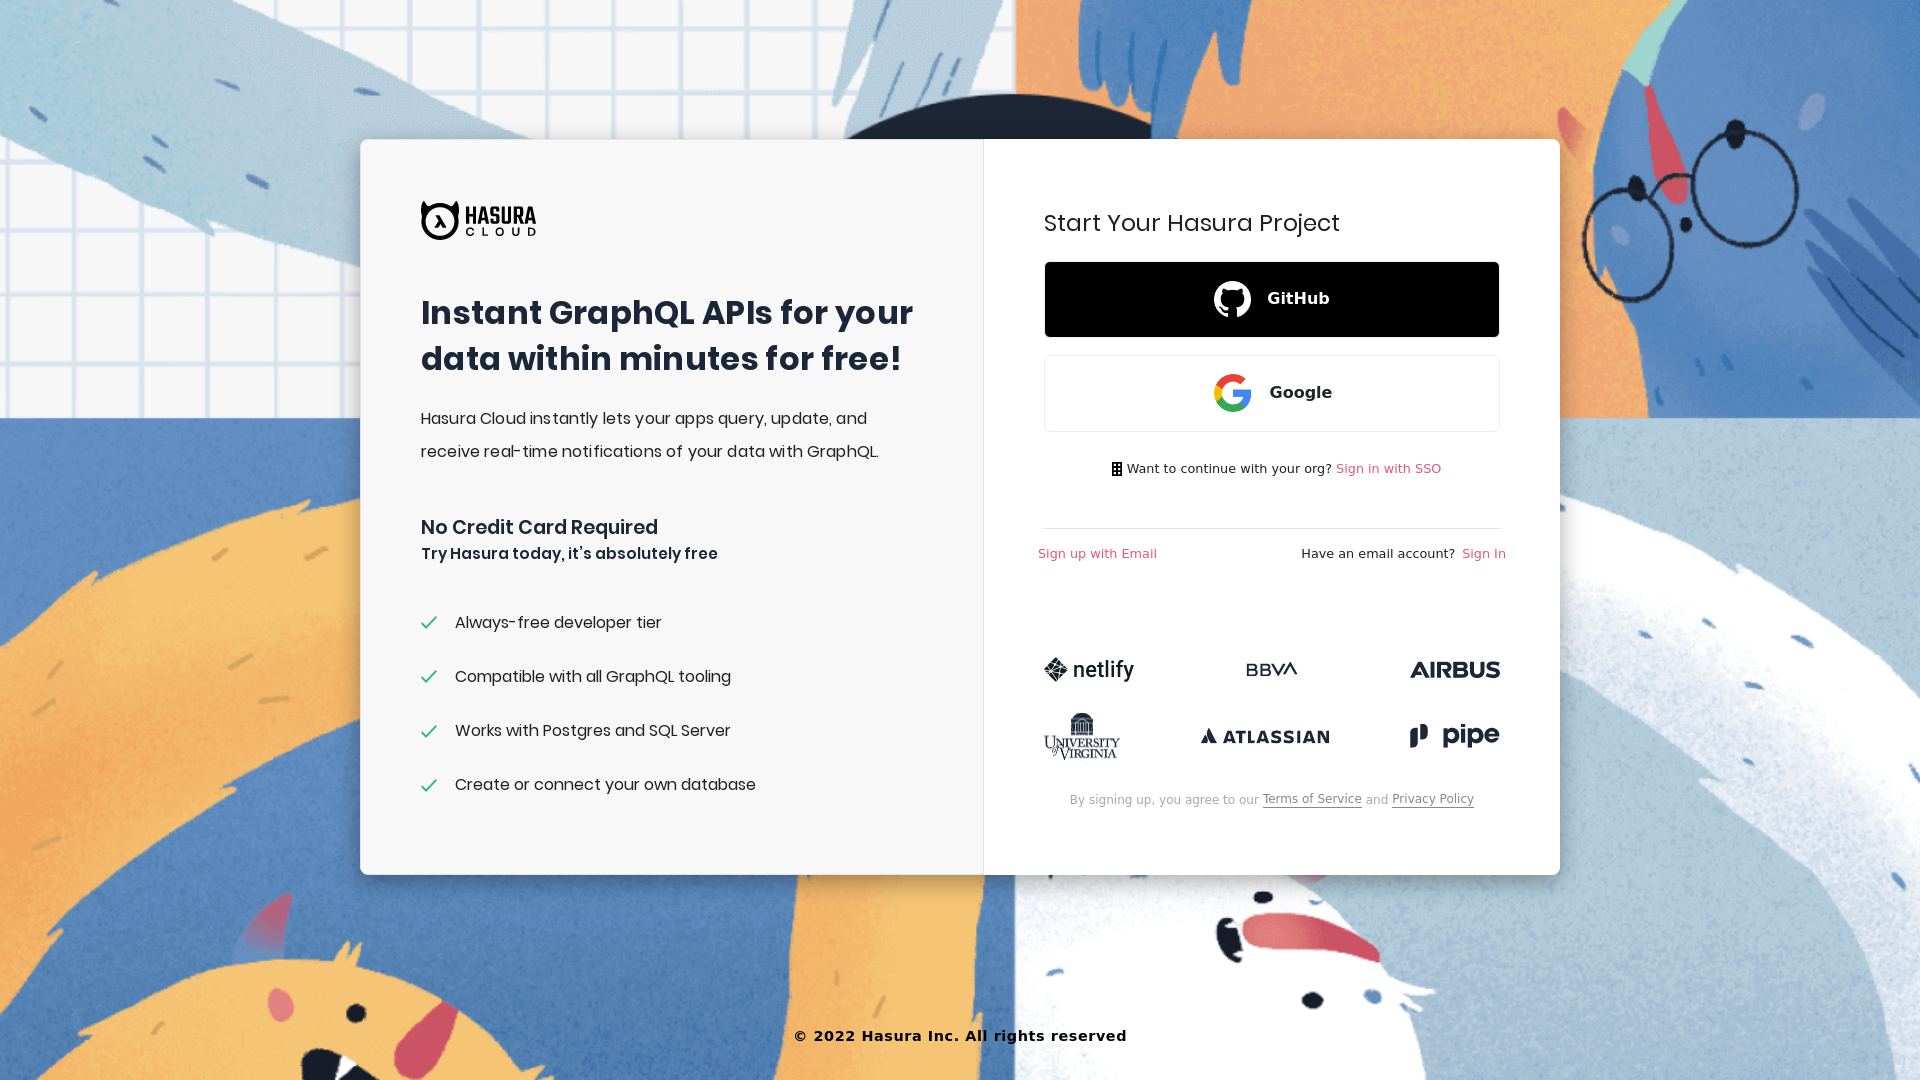 HASURA
CLOUD
Instant GraphQL APIs for your
data within minutes for free!
Hasura Cloud instantly lets your apps query, update, and
receive real-time notifications of your data with GraphQL.
No Credit Card Required
Try Hasura today, it's absolutely free
Always-free developer tier
Compatible with all GraphQL tooling
Works with Postgres and SQL Server
Create or connect your own database
Start Your Hasura Project
GitHub
Google
Want to continue with your org? Sign in with SSO
Sign up with Email
Have an email account? Sign In
netlify
BBVA
AIRBUS
UNIVERSITY
of VIRGINIA
ATLASSIAN
pipe
By signing up, you agree to our Terms of Service and Privacy Policy
© 2022 Hasura Inc. All rights reserved